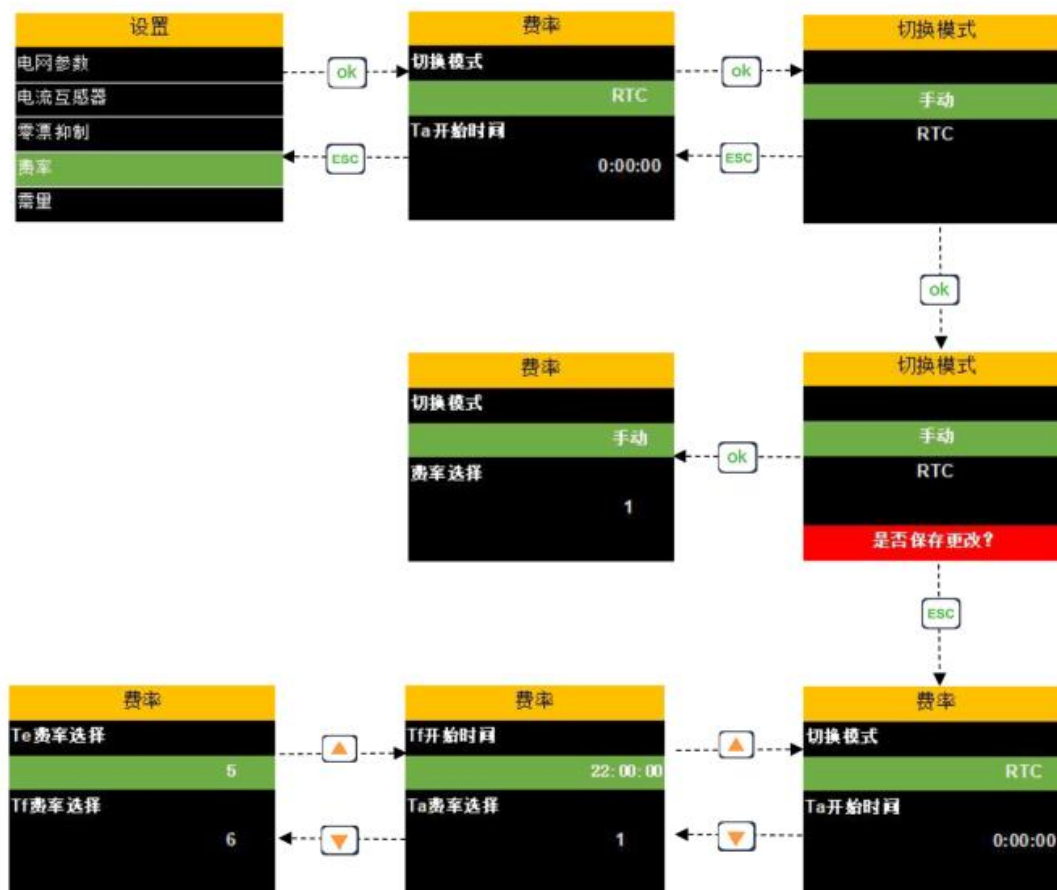 设置
电网参数
电流互感器
零漂抑制
费率
需量
ok
ESC
费率
切换模式
RTC
Ta开始时间
0:00:00
ok
ESC
切换模式
手动
RTC
ok
费率
切换模式
手动
费率选择
1
ok
切换模式
手动
RTC
是否保存更改?
ESC
费率
Te费率选择
5
Tf费率选择
6
费率
Tf开始时间
22:00:00
Ta费率选择
1
费率
切换模式
RTC
Ta开始时间
0:00:00